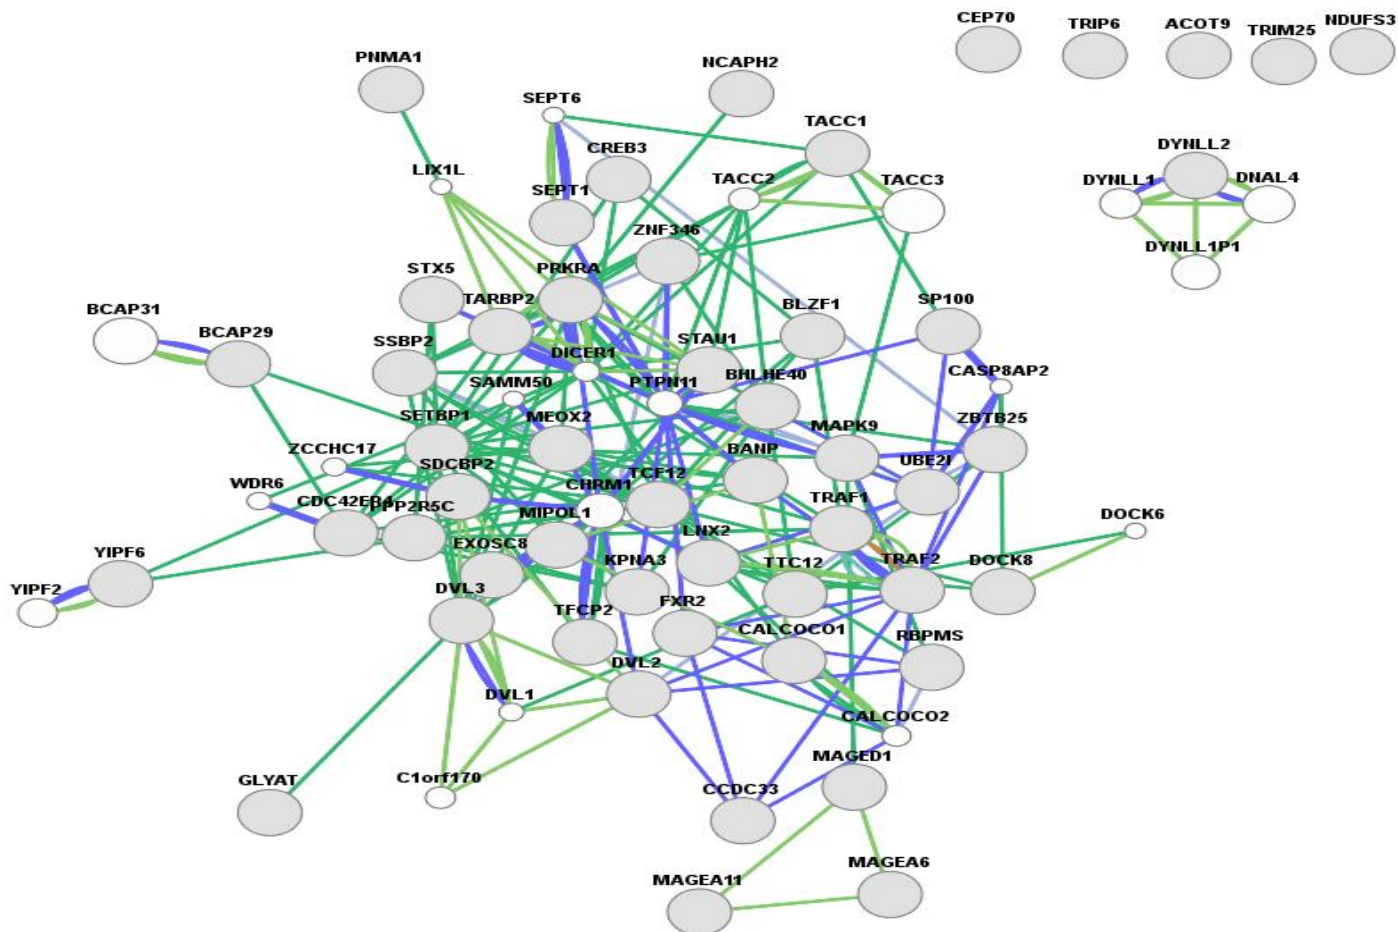 CEP70
TRIP6
ACOT9
TRIM25
NDUFS3
PNMA1
NCAPH2
SEPT6
TACC1
CREB3
DYNLL2
LIX1L
TACC2
TACC3
DYNLL1
DNAL4
SEPT1
ZNF346
DYNLL1P1
STX5
PRKRA
TARBP2
BLZF1
SP100
BCAP31
BCAP29
SSBP2
DICER1
STAU1
BHLHE40
CASP8AP2
SAMM50
PTPN11
SETBP1
MEOX2
MAPK9
ZBTB25
ZCCHC17
SDCBP2
TCF12
BANP
UBE2I
WDR6
CDC42EP4
PPP2R5C
CHRM1
MIPOL1
TRAF1
DOCK6
LNX2
YIPF6
EXOSC8
KPNA3
TTC12
TRAF2
DOCK8
YIPF2
DVL3
TFCP2
FXR2
CALCOCO1
RBPMS
DVL2
DVL1
CALCOCO2
MAGED1
GLYAT
C1orf170
CCDC33
MAGEA6
MAGEA11